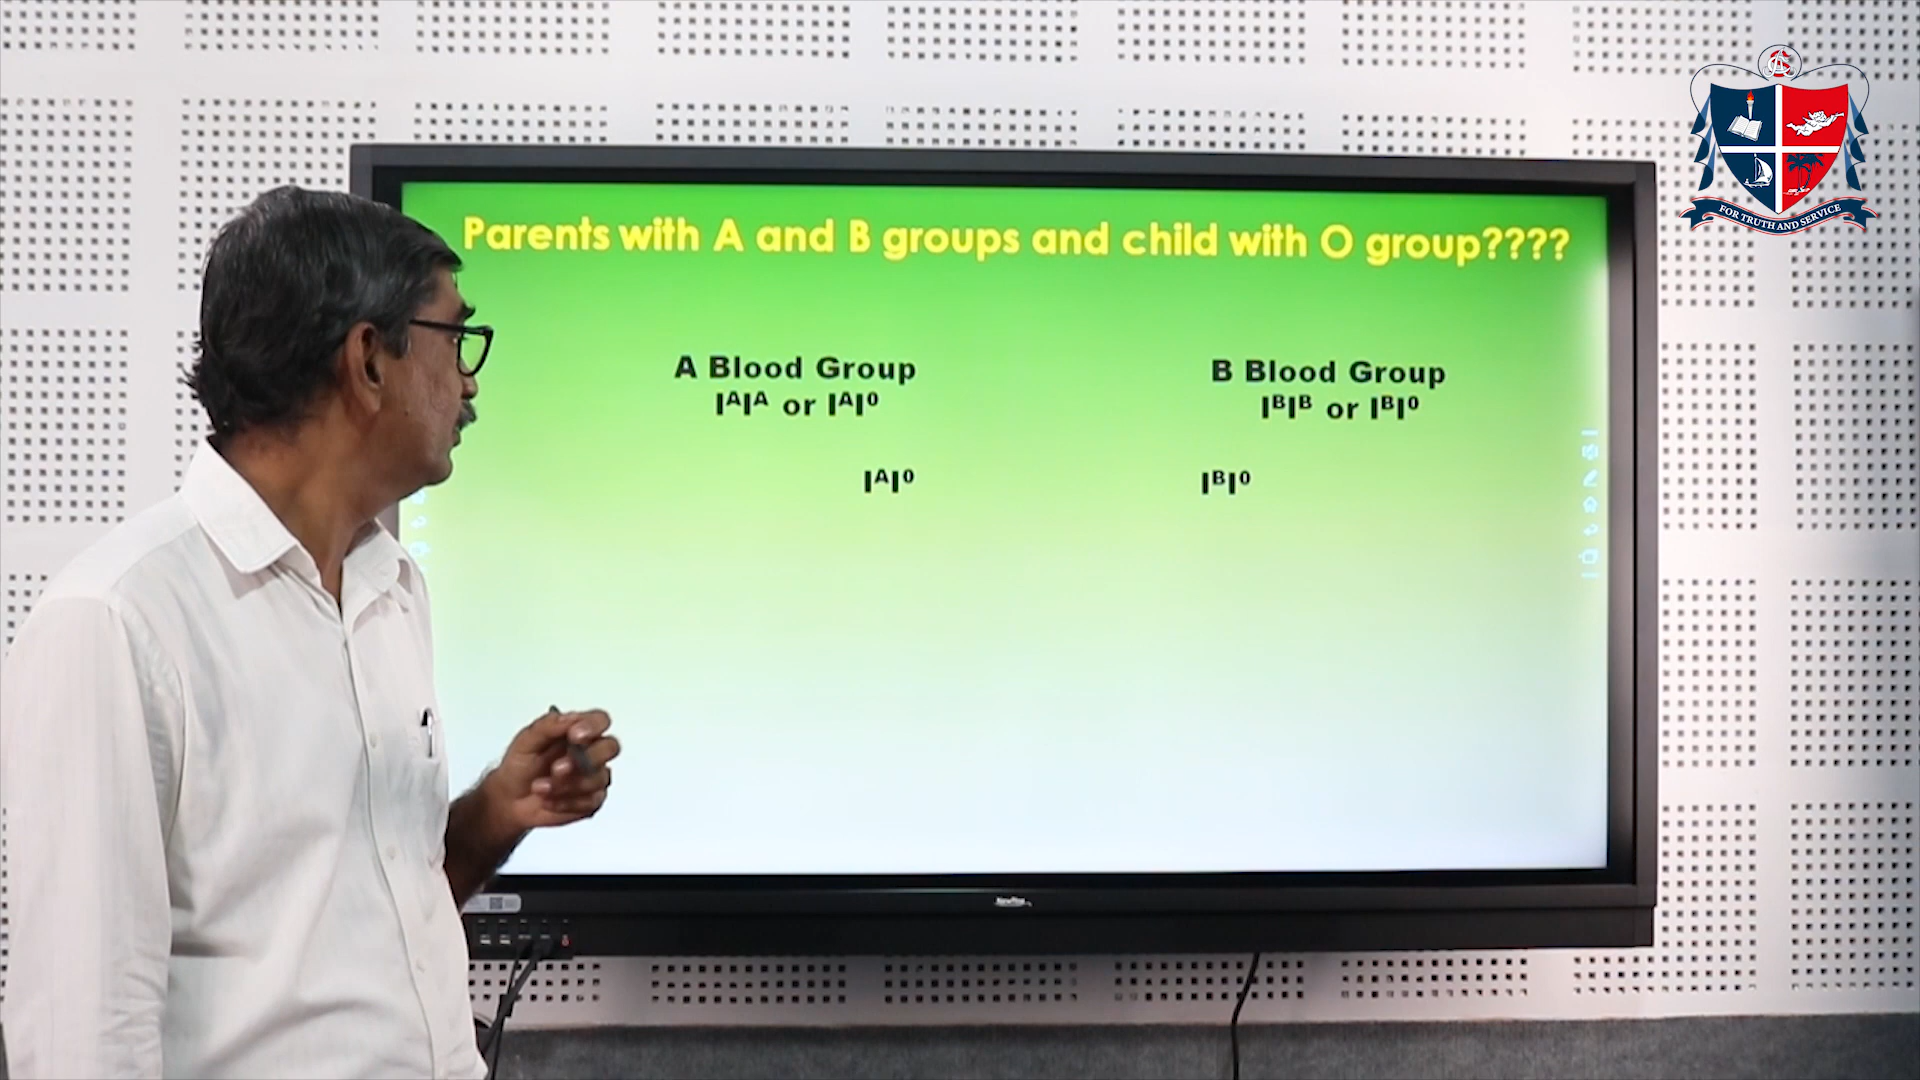 Parents with A and B groups and child with O group????
A Blood Group
IᴬIᴬ or IᴬI⁰
B Blood Group
IᴮIᴮ or IᴮI⁰
IᴬI⁰
IᴮI⁰
FOR TRUTH AND SERVICE